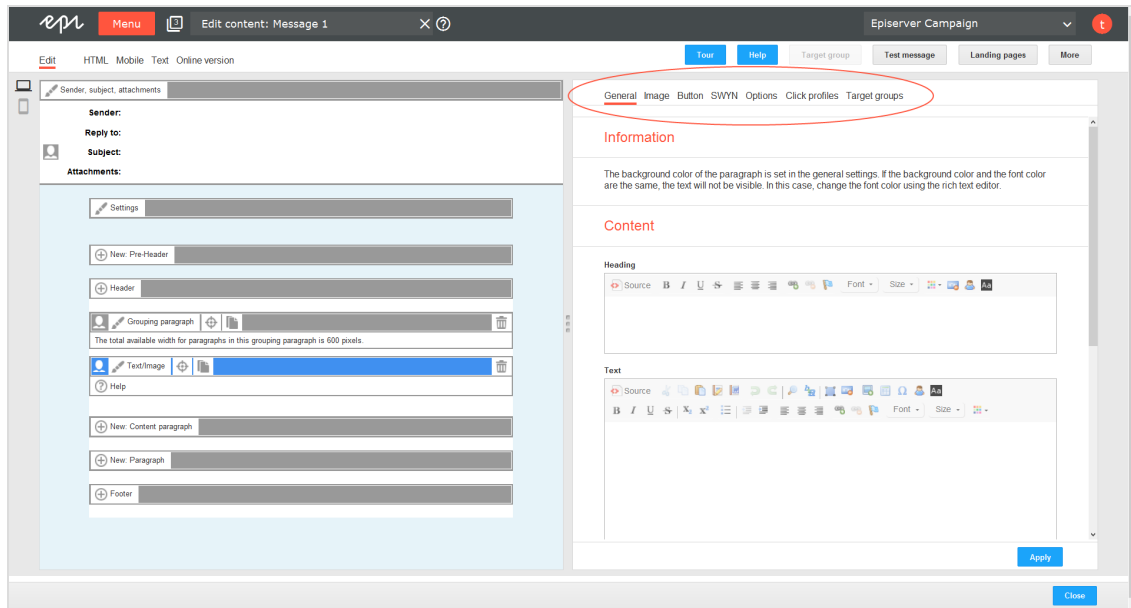 epi Menu 3 Edit content: Message 1 Episerver Campaign t
Edit HTML Mobile Text Online version Tour Help Target group Test message Landing pages More
Sender, subject, attachments
Sender:
Reply to:
Subject:
Attachments:
Settings
New: Pre-Header
Header
Grouping paragraph
The total available width for paragraphs in this grouping paragraph is 600 pixels.
Text/Image
? Help
New: Content paragraph
New: Paragraph
Footer
General Image Button SWYN Options Click profiles Target groups
Information
The background color of the paragraph is set in the general settings. If the background color and the font color
are the same, the text will not be visible. In this case, change the font color using the rich text editor.
Content
Heading
Source B I U S Font Size Aa
Text
Source Ω Aa
B I U S X₂ X² Font Size
Apply
Close